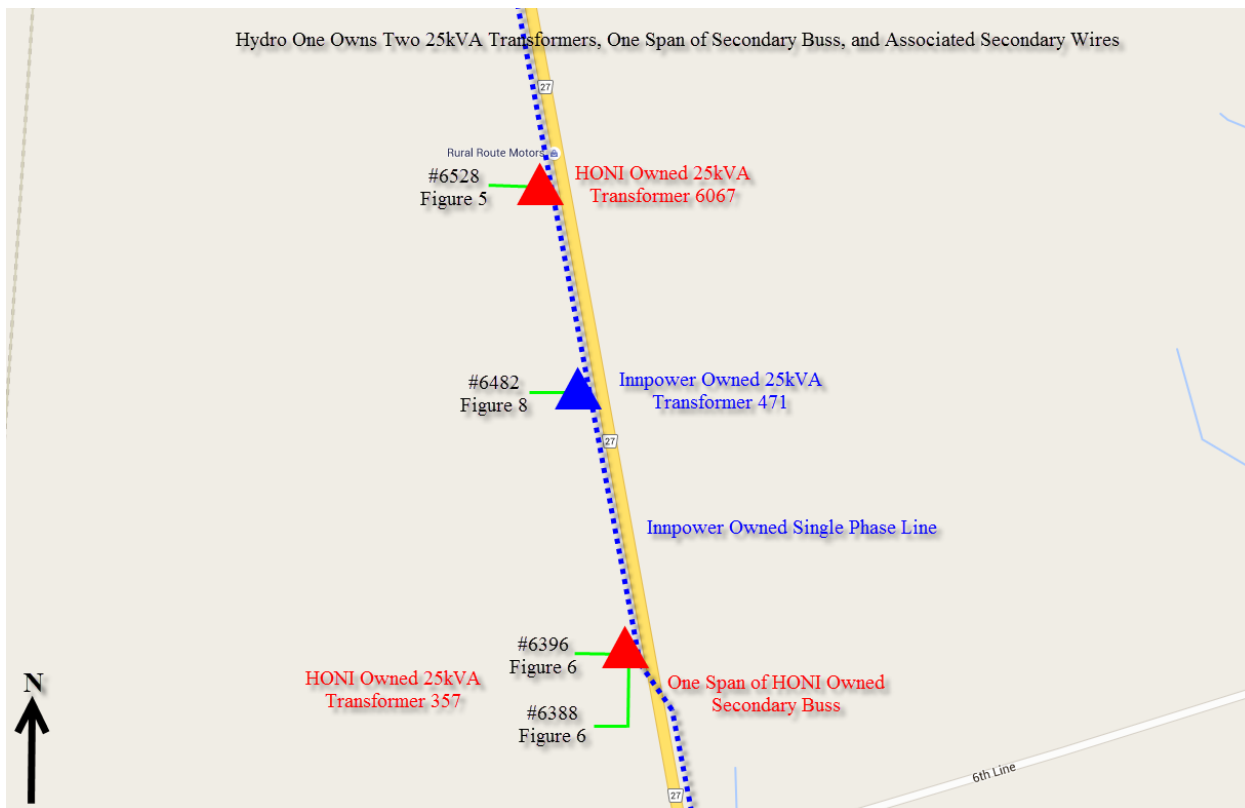 Hydro One Owns Two 25kVA Transformers, One Span of Secondary Buss, and Associated Secondary Wires
27
Rural Route Motors
#6528
Figure 5
HONI Owned 25kVA
Transformer 6067
#6482
Figure 8
Innpower Owned 25kVA
Transformer 471
27
Innpower Owned Single Phase Line
#6396
Figure 6
HONI Owned 25kVA
Transformer 357
One Span of HONI Owned
Secondary Buss
#6388
Figure 6
N
6th Line
27